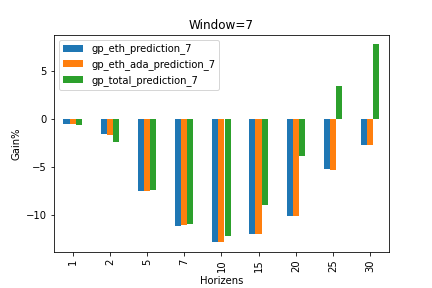 Window=7
gp_eth_prediction_7
gp_eth_ada_prediction_7
gp_total_prediction_7
Gain%
5
0
−5
−10
1 2 5 7 10 15 20 25 30
Horizens